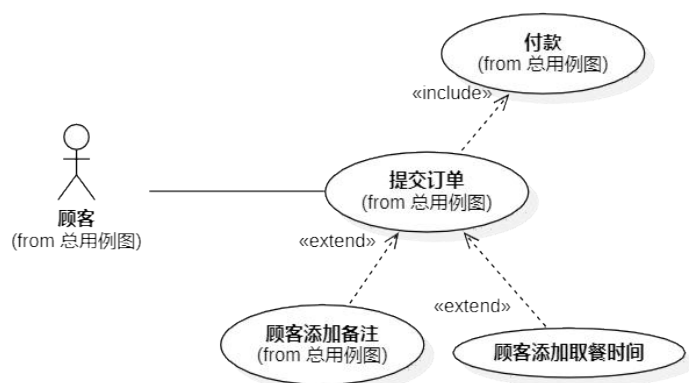 付款
(from 总用例图)
«include»
提交订单
(from 总用例图)
顾客
(from 总用例图)
«extend»
«extend»
顾客添加备注
(from 总用例图)
顾客添加取餐时间